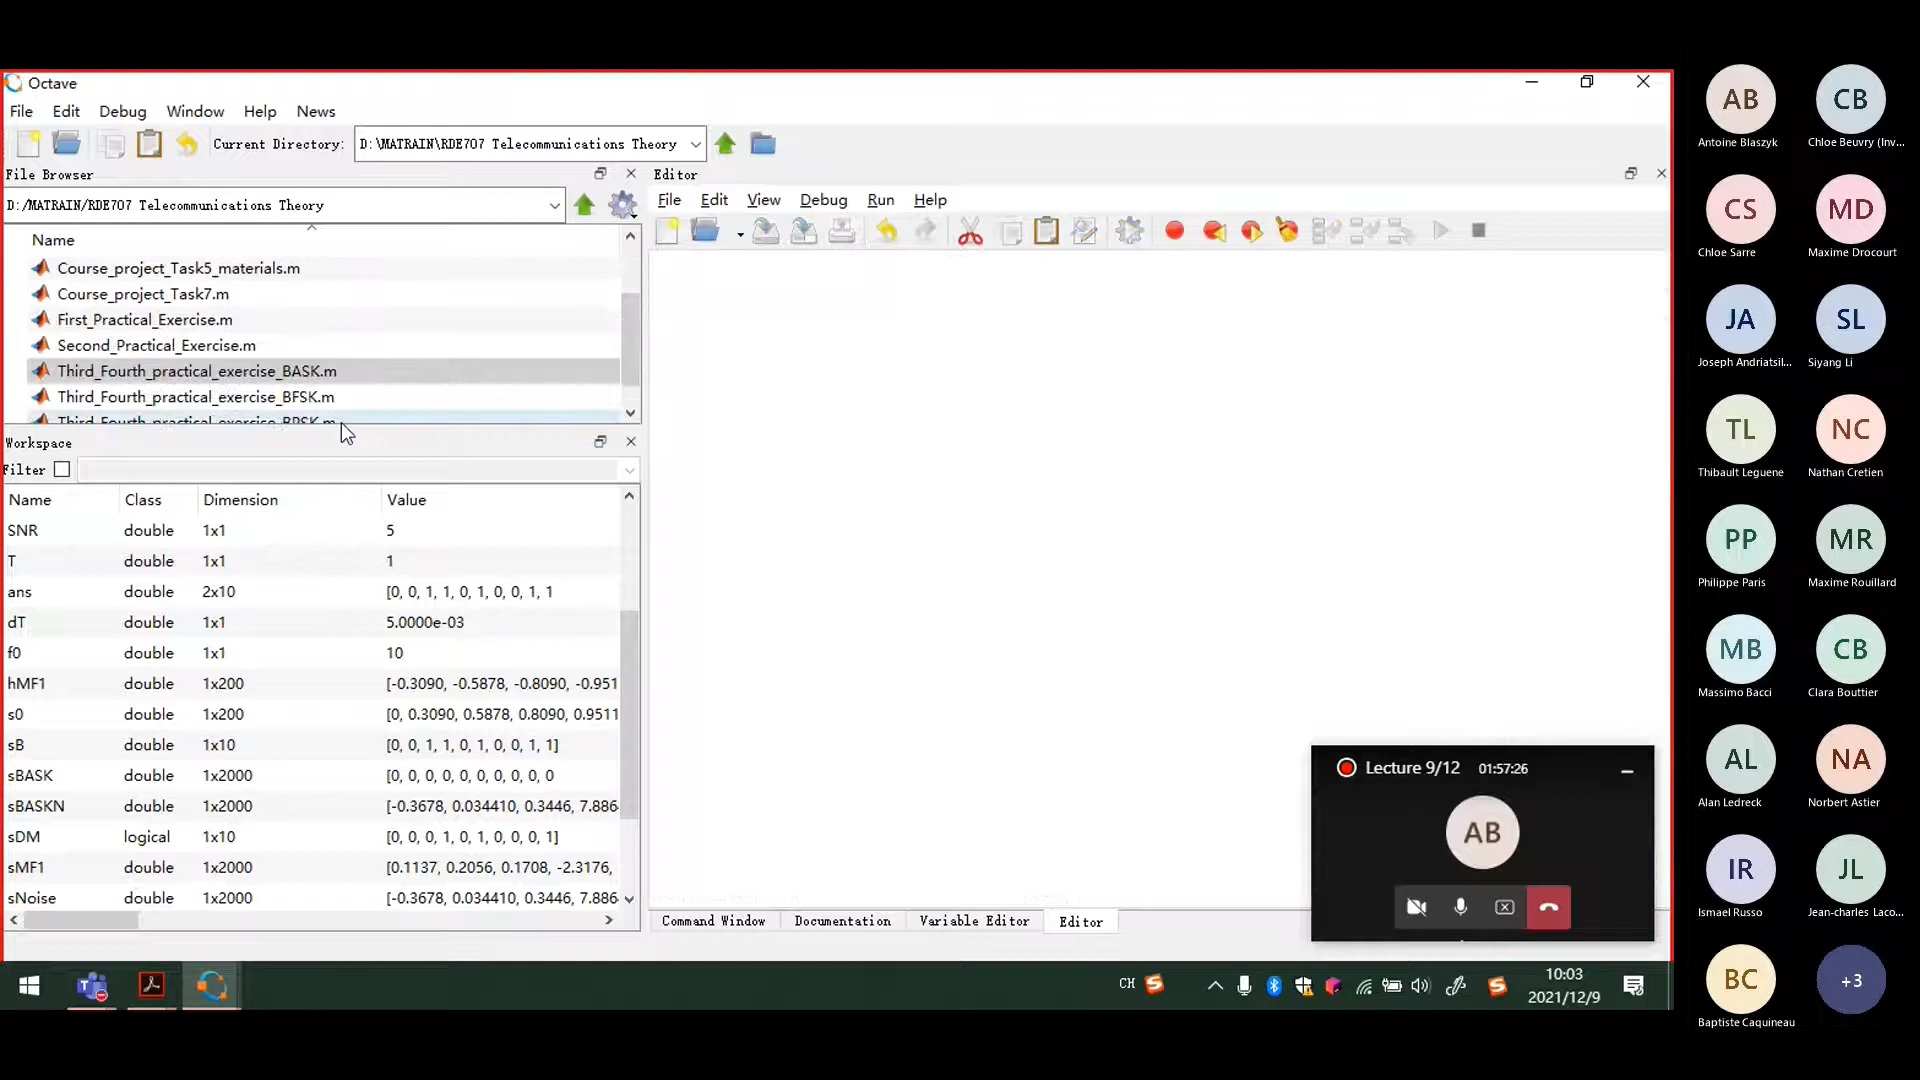 Octave
File Edit Debug Window Help News
Current Directory: D:\MATRAIN\RDE707 Telecommunications Theory
File Browser
D:/MATRAIN/RDE707 Telecommunications Theory
Name
Course_project_Task5_materials.m
Course_project_Task7.m
First_Practical_Exercise.m
Second_Practical_Exercise.m
Third_Fourth_practical_exercise_BASK.m
Third_Fourth_practical_exercise_BFSK.m
Third_Fourth_practical_exercise_BPSK.m
Workspace
Filter
Name Class Dimension Value
SNR double 1x1 5
T double 1x1 1
ans double 2x10 [0, 0, 1, 1, 0, 1, 0, 0, 1, 1
dT double 1x1 5.0000e-03
f0 double 1x1 10
hMF1 double 1x200 [-0.3090, -0.5878, -0.8090, -0.951
s0 double 1x200 [0, 0.3090, 0.5878, 0.8090, 0.9511
sB double 1x10 [0, 0, 1, 1, 0, 1, 0, 0, 1, 1]
sBASK double 1x2000 [0, 0, 0, 0, 0, 0, 0, 0, 0, 0
sBASKN double 1x2000 [-0.3678, 0.034410, 0.3446, 7.886
sDM logical 1x10 [0, 0, 0, 1, 0, 1, 0, 0, 0, 1]
sMF1 double 1x2000 [0.1137, 0.2056, 0.1708, -2.3176,
sNoise double 1x2000 [-0.3678, 0.034410, 0.3446, 7.886
Editor
File Edit View Debug Run Help
Command Window Documentation Variable Editor Editor
Lecture 9/12 01:57:26
AB
CH
10:03
2021/12/9
AB CB
Antoine Blaszyk Chloe Beuvry (Inv...
CS MD
Chloe Sarre Maxime Drocourt
JA SL
Joseph Andriatsil... Siyang Li
TL NC
Thibault Leguene Nathan Cretien
PP MR
Philippe Paris Maxime Rouillard
MB CB
Massimo Bacci Clara Bouttier
AL NA
Alan Ledreck Norbert Astier
IR JL
Ismael Russo Jean-charles Laco...
BC +3
Baptiste Caquineau